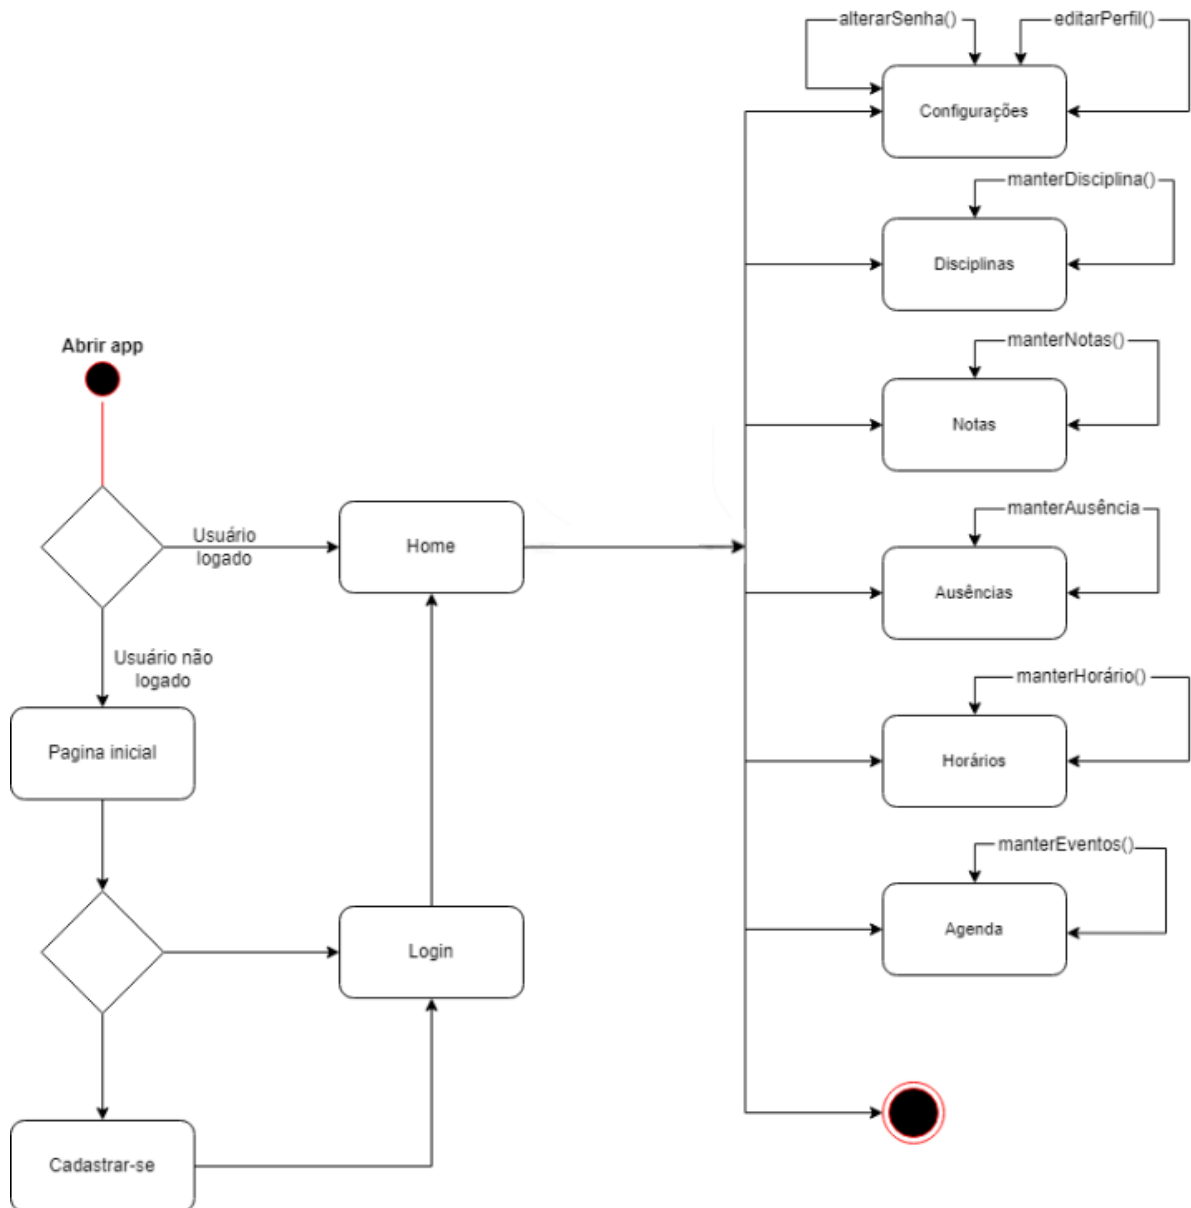 alterarSenha()
editarPerfil()
Configurações
manterDisciplina()
Disciplinas
Abrir app
manterNotas()
Notas
Usuário
logado
Home
manterAusência
Ausências
Usuário não
logado
Pagina inicial
manterHorário()
Horários
manterEventos()
Agenda
Login
Cadastrar-se